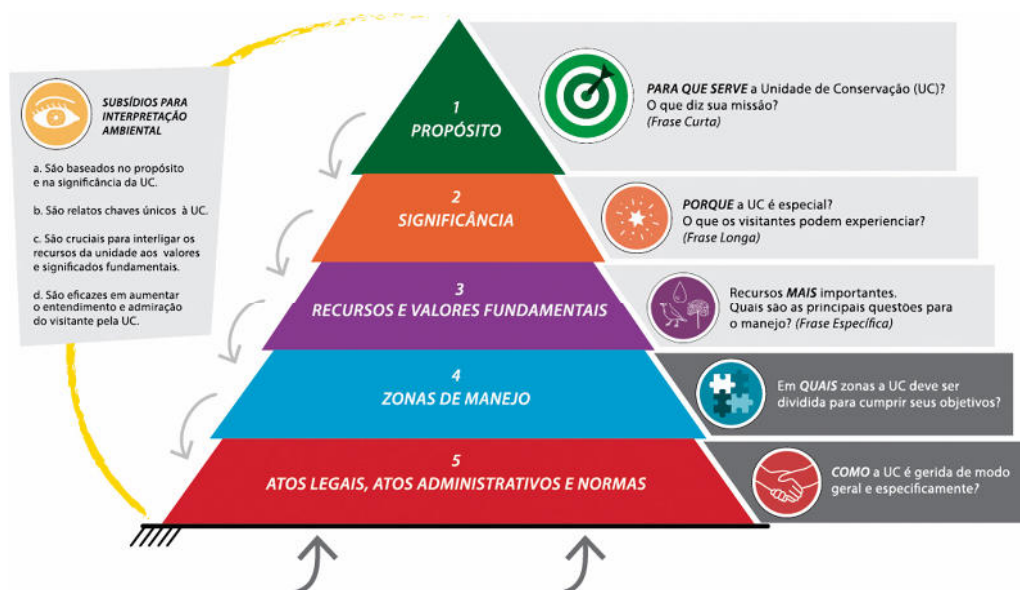 SUBSÍDIOS PARA
INTERPRETAÇÃO
AMBIENTAL
a. São baseados no propósito
e na significância da UC.
b. São relatos chaves únicos à UC.
c. São cruciais para interligar os
recursos da unidade aos valores
e significados fundamentais.
d. São eficazes em aumentar
o entendimento e admiração
do visitante pela UC.
1
PROPÓSITO
PARA QUE SERVE a Unidade de Conservação (UC)?
O que diz sua missão?
(Frase Curta)
2
SIGNIFICÂNCIA
PORQUE a UC é especial?
O que os visitantes podem experienciar?
(Frase Longa)
3
RECURSOS E VALORES FUNDAMENTAIS
Recursos MAIS importantes.
Quais são as principais questões para
o manejo? (Frase Específica)
4
ZONAS DE MANEJO
Em QUAIS zonas a UC deve ser
dividida para cumprir seus objetivos?
5
ATOS LEGAIS, ATOS ADMINISTRATIVOS E NORMAS
COMO a UC é gerida de modo
geral e especificamente?